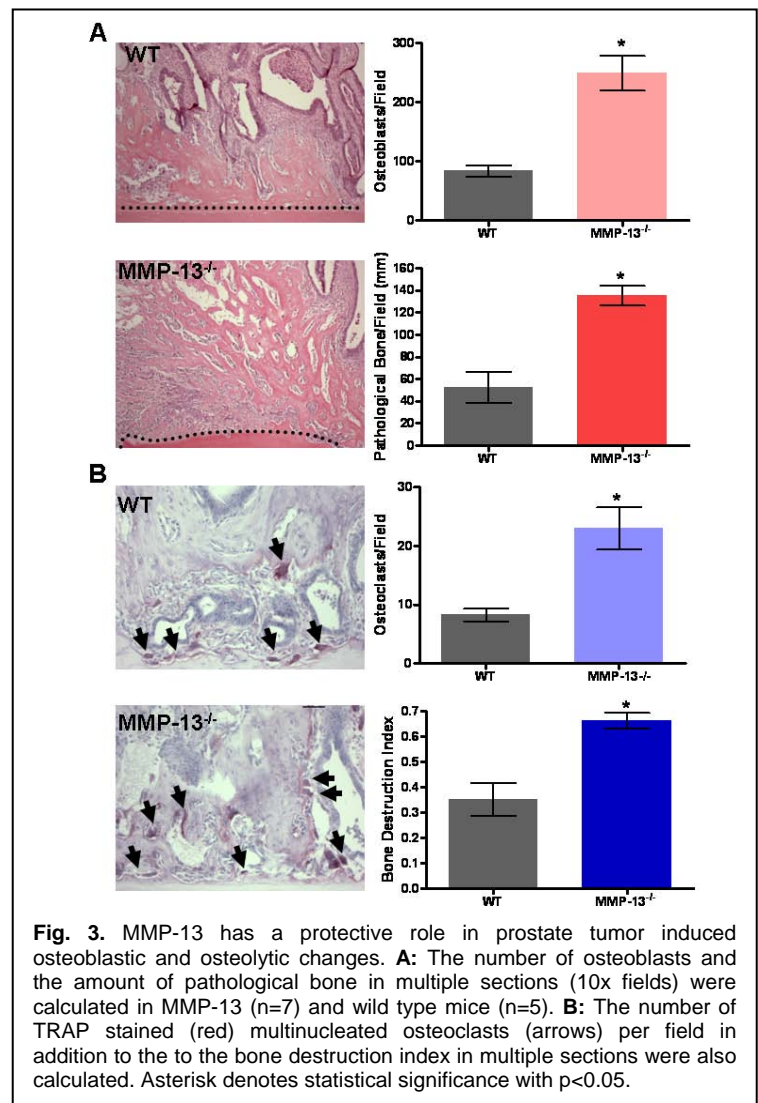 A
WT
300
200
100
0
Osteoblasts/Field
*
WT MMP-13-/-
MMP-13-/-
160
140
120
100
80
60
40
20
0
Pathological Bone/Field (mm)
*
WT MMP-13-/-
B
WT
30
20
10
0
Osteoclasts/Field
*
WT MMP-13-/-
MMP-13-/-
0.7
0.6
0.5
0.4
0.3
0.2
0.1
0.0
Bone Destruction Index
*
WT MMP-13-/-
Fig. 3. MMP-13 has a protective role in prostate tumor induced
osteoblastic and osteolytic changes. A: The number of osteoblasts and
the amount of pathological bone in multiple sections (10x fields) were
calculated in MMP-13 (n=7) and wild type mice (n=5). B: The number of
TRAP stained (red) multinucleated osteoclasts (arrows) per field in
addition to the to the bone destruction index in multiple sections were also
calculated. Asterisk denotes statistical significance with p<0.05.